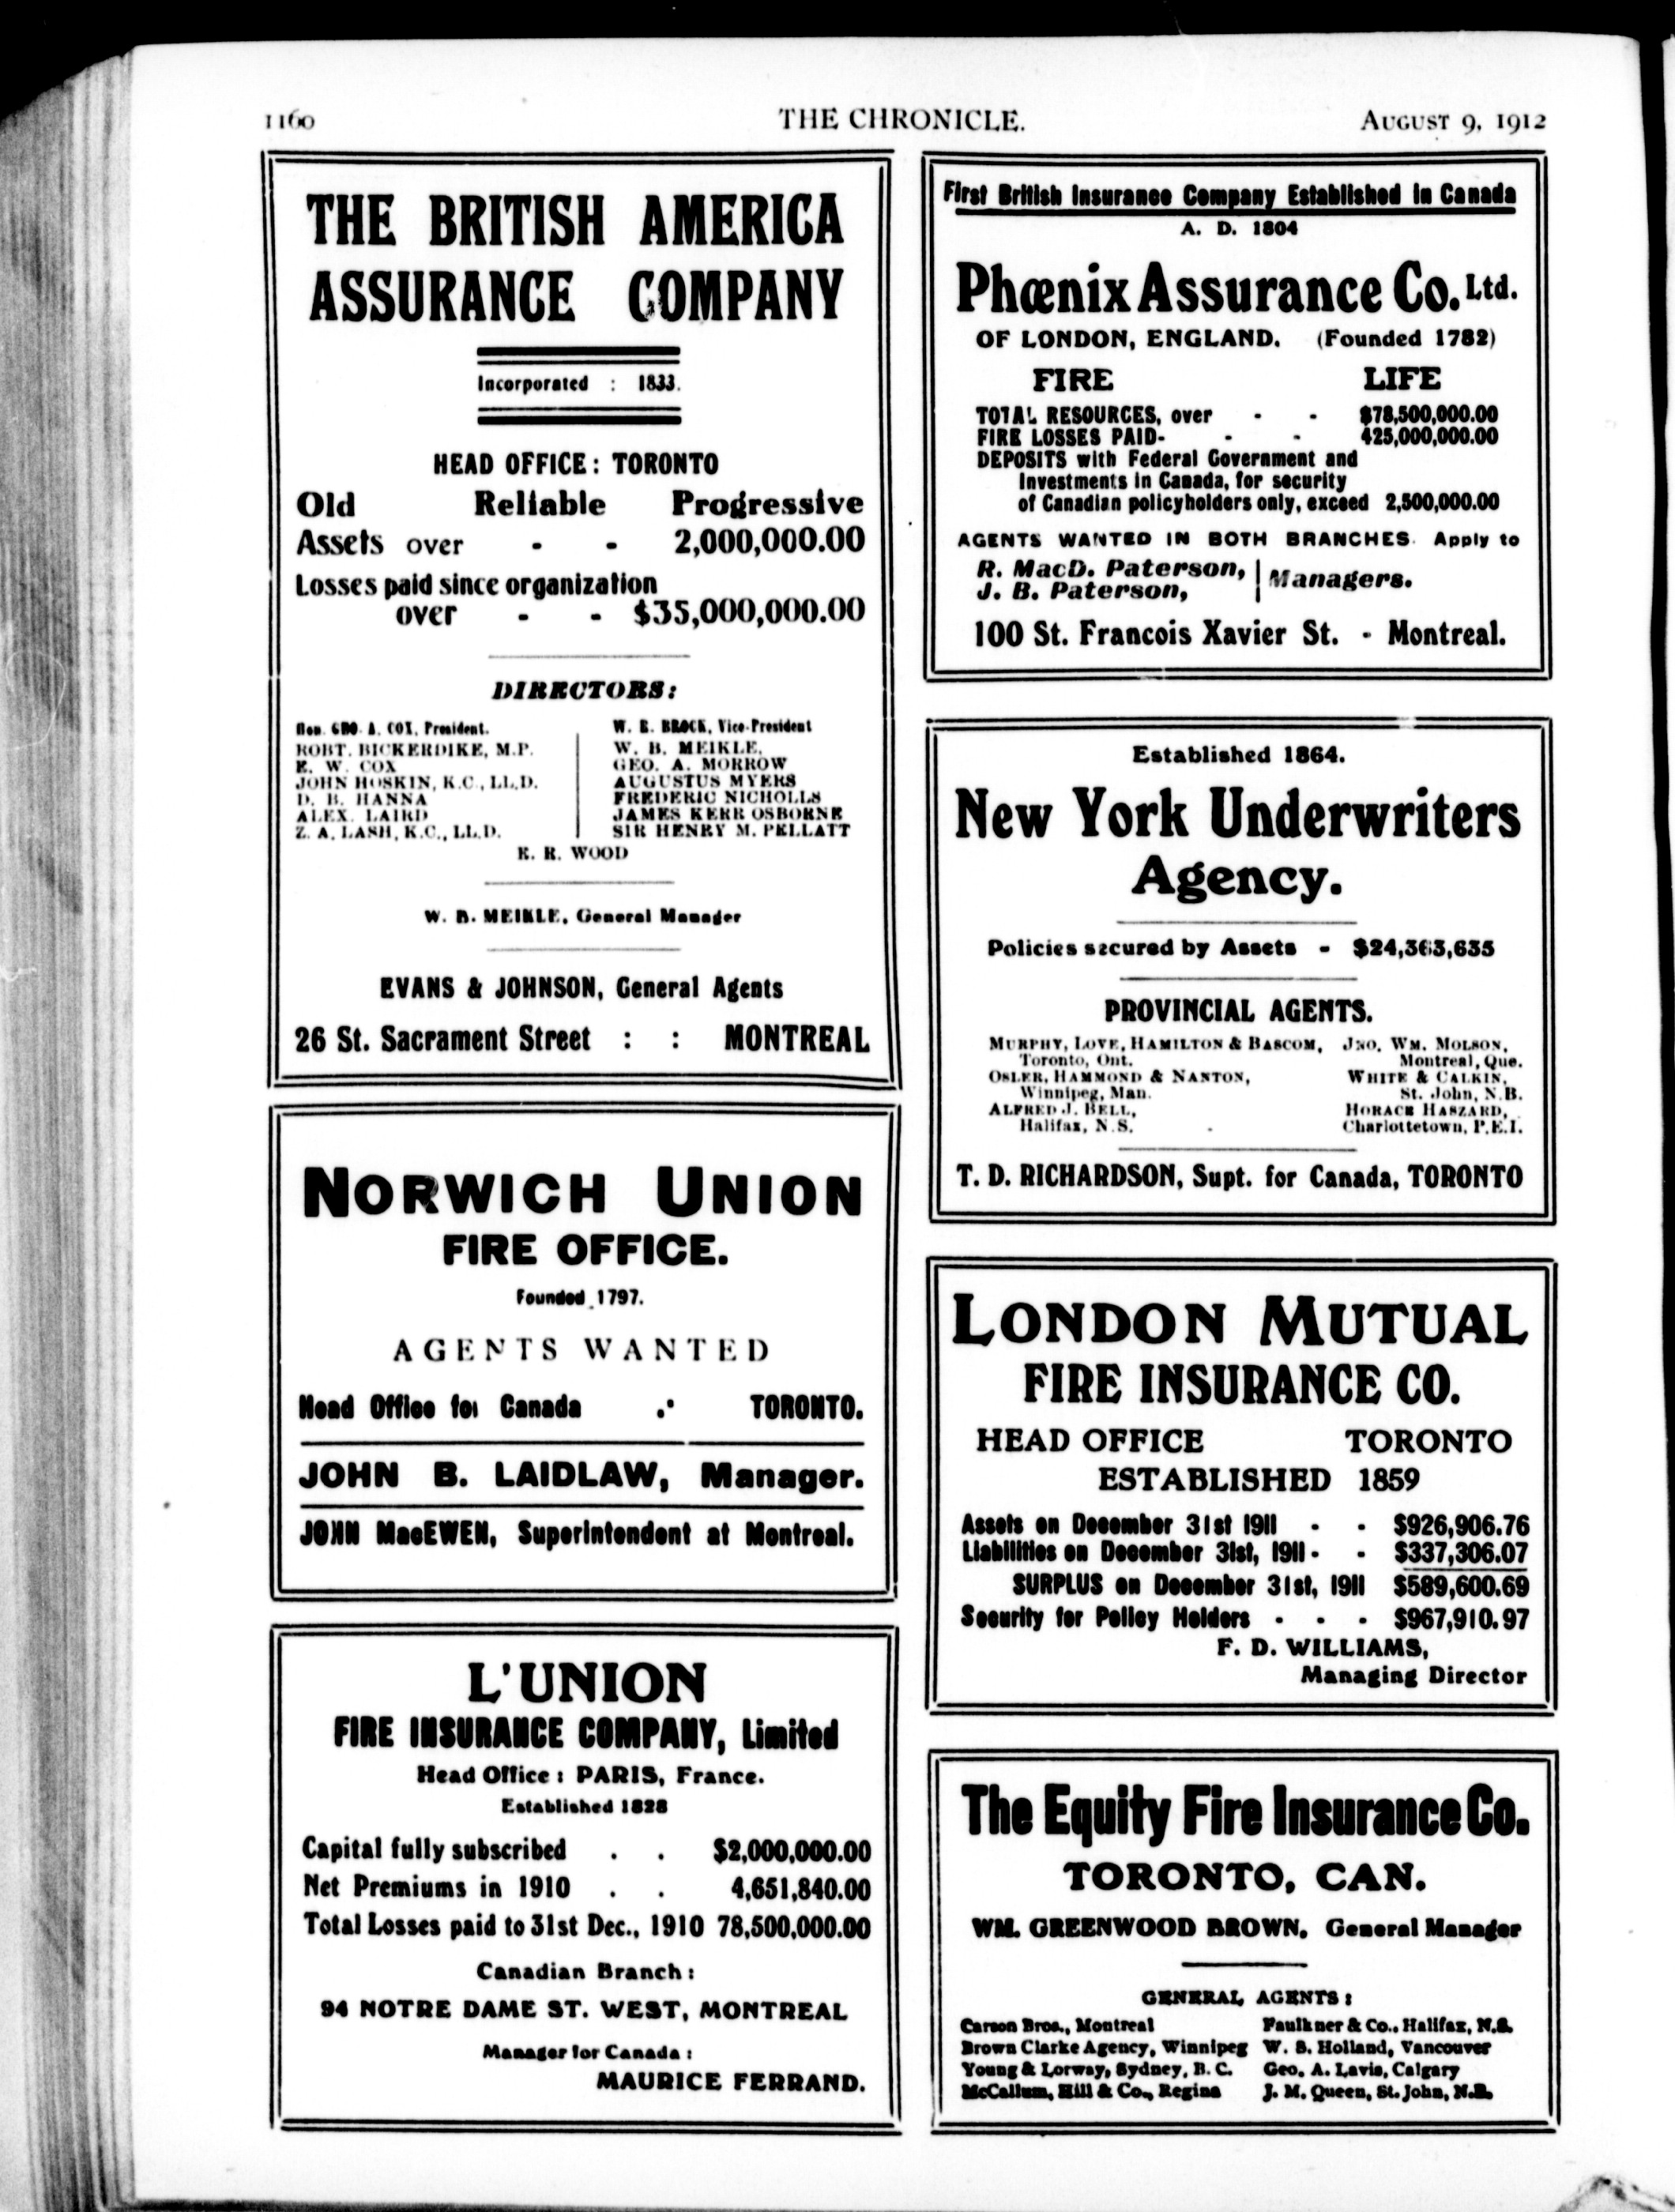 1160
THE CHRONICLE.
AUGUST 9, 1912
THE BRITISH AMERICA
ASSURANCE COMPANY
Incorporated : 1833.
HEAD OFFICE: TORONTO
Old Reliable Progressive
Assets over - - 2,000,000.00
Losses paid since organization
over - - $35,000,000.00
DIRECTORS:
Hon. GEO. A. COX, President.
ROBT. BICKERDIKE, M.P.
E. W. COX
JOHN HOSKIN, K.C., LL.D.
D. B. HANNA
ALEX. LAIRD
Z. A. LASH, K.C., LL.D.
W. R. BROCK, Vice-President
W. B. MEIKLE,
GEO. A. MORROW
AUGUSTUS MYERS
FREDERIC NICHOLLS
JAMES KERR OSBORNE
SIR HENRY M. PELLATT
E. R. WOOD
W. B. MEIKLE, General Manager
EVANS & JOHNSON, General Agents
26 St. Sacrament Street : : MONTREAL
NORWICH UNION
FIRE OFFICE.
Founded 1797.
AGENTS WANTED
Head Office for Canada .· TORONTO.
JOHN B. LAIDLAW, Manager.
JOHN MacEWEN, Superintendent at Montreal.
L'UNION
FIRE INSURANCE COMPANY, Limited
Head Office : PARIS, France.
Established 1828
Capital fully subscribed . . $2,000,000.00
Net Premiums in 1910 . . 4,651,840.00
Total Losses paid to 31st Dec., 1910 78,500,000.00
Canadian Branch :
94 NOTRE DAME ST. WEST, MONTREAL
Manager for Canada :
MAURICE FERRAND.
First British Insurance Company Established in Canada
A. D. 1804
Phœnix Assurance Co. Ltd.
OF LONDON, ENGLAND. (Founded 1782)
FIRE LIFE
TOTAL RESOURCES, over - - $78,500,000.00
FIRE LOSSES PAID- - - 425,000,000.00
DEPOSITS with Federal Government and
Investments in Canada, for security
of Canadian policyholders only, exceed 2,500,000.00
AGENTS WANTED IN BOTH BRANCHES. Apply to
R. MacD. Paterson,
J. B. Paterson,
Managers.
100 St. Francois Xavier St. - Montreal.
Established 1864.
New York Underwriters
Agency.
Policies secured by Assets - $24,363,635
PROVINCIAL AGENTS.
MURPHY, LOVE, HAMILTON & BASCOM,
Toronto, Ont.
OSLER, HAMMOND & NANTON,
Winnipeg, Man.
ALFRED J. BELL,
Halifax, N.S.
JNO. WM. MOLSON,
Montreal, Que.
WHITE & CALKIN,
St. John, N.B.
HORACE HASZARD,
Charlottetown, P.E.I.
T. D. RICHARDSON, Supt. for Canada, TORONTO
LONDON MUTUAL
FIRE INSURANCE CO.
HEAD OFFICE TORONTO
ESTABLISHED 1859
Assets on December 31st 1911 - - $926,906.76
Liabilities on December 31st, 1911 - - $337,306.07
SURPLUS on December 31st, 1911 $589,600.69
Security for Policy Holders - - - $967,910.97
F. D. WILLIAMS,
Managing Director
The Equity Fire Insurance Co.
TORONTO, CAN.
WM. GREENWOOD BROWN, General Manager
GENERAL AGENTS :
Carson Bros., Montreal
Brown Clarke Agency, Winnipeg
Young & Lorway, Sydney, B. C.
McCallum, Hill & Co., Regina
Faulkner & Co., Halifax, N.S.
W. S. Holland, Vancouver
Geo. A. Lavis, Calgary
J. M. Queen, St. John, N.B.